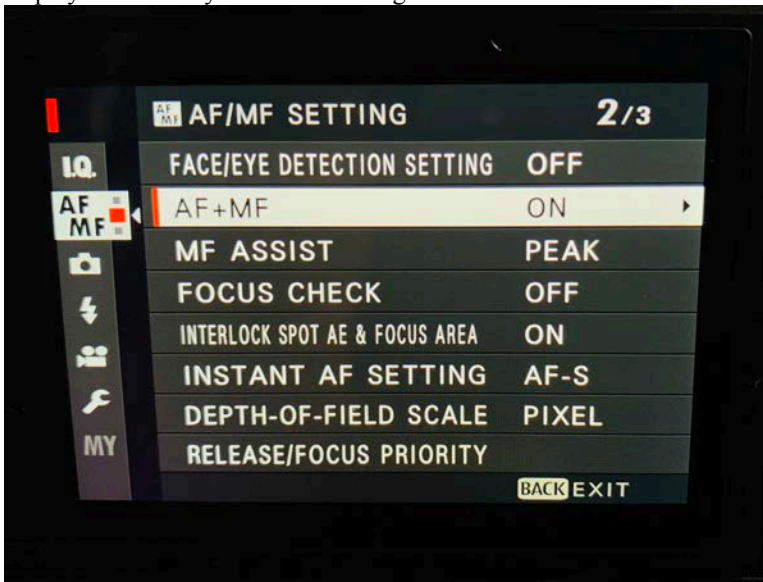 AF MF AF/MF SETTING 2/3
I.Q. FACE/EYE DETECTION SETTING OFF
AF MF AF+MF ON
MF ASSIST PEAK
FOCUS CHECK OFF
INTERLOCK SPOT AE & FOCUS AREA ON
INSTANT AF SETTING AF-S
DEPTH-OF-FIELD SCALE PIXEL
MY RELEASE/FOCUS PRIORITY
BACK EXIT